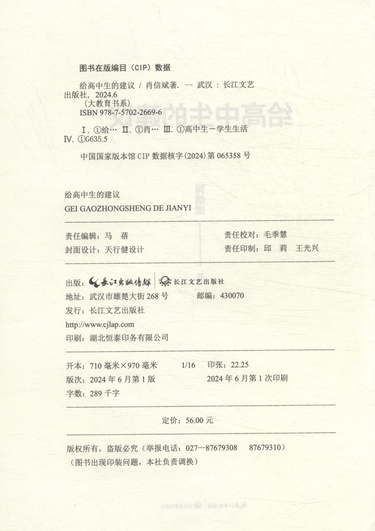 图书在版编目（CIP）数据
给高中生的建议 / 肖信斌著. -- 武汉：长江文艺
出版社，2024.6
（大教育书系）
ISBN 978-7-5702-2669-6
Ⅰ. ①给… Ⅱ. ①肖… Ⅲ. ①高中生－学生生活
Ⅳ. ①G635.5
中国国家版本馆 CIP 数据核字(2024)第 065358 号
给高中生的建议
GEI GAOZHONGSHENG DE JIANYI
责任编辑：马 蓓 责任校对：毛季慧
封面设计：天行健设计 责任印制：邱 莉 王光兴
出版：长江出版传媒 长江文艺出版社
地址：武汉市雄楚大街 268 号 邮编：430070
发行：长江文艺出版社
http://www.cjlap.com
印刷：湖北恒泰印务有限公司
开本：710 毫米×970 毫米 1/16 印张：22.25
版次：2024 年 6 月第 1 版 2024 年 6 月第 1 次印刷
字数：289 千字
定价：56.00 元
版权所有，盗版必究（举报电话：027—87679308 87679310）
（图书出现印装问题，本社负责调换）